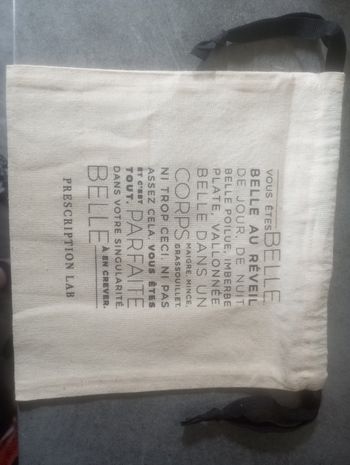 VOUS ÊTES BELLE,
BELLE AU RÉVEIL
DE JOUR, DE NUIT
BELLE POILUE, IMBERBE
PLATE, VALLONNÉE
BELLE DANS UN
CORPS MAIGRE, MINCE,
GRASSOUILLET,
NI TROP CECI, NI PAS
ASSEZ CELA, VOUS ÊTES
PARFAITE
ET C'EST
TOUT.
DANS VOTRE SINGULARITÉ
BELLE À EN CREVER.
PRESCRIPTION LAB